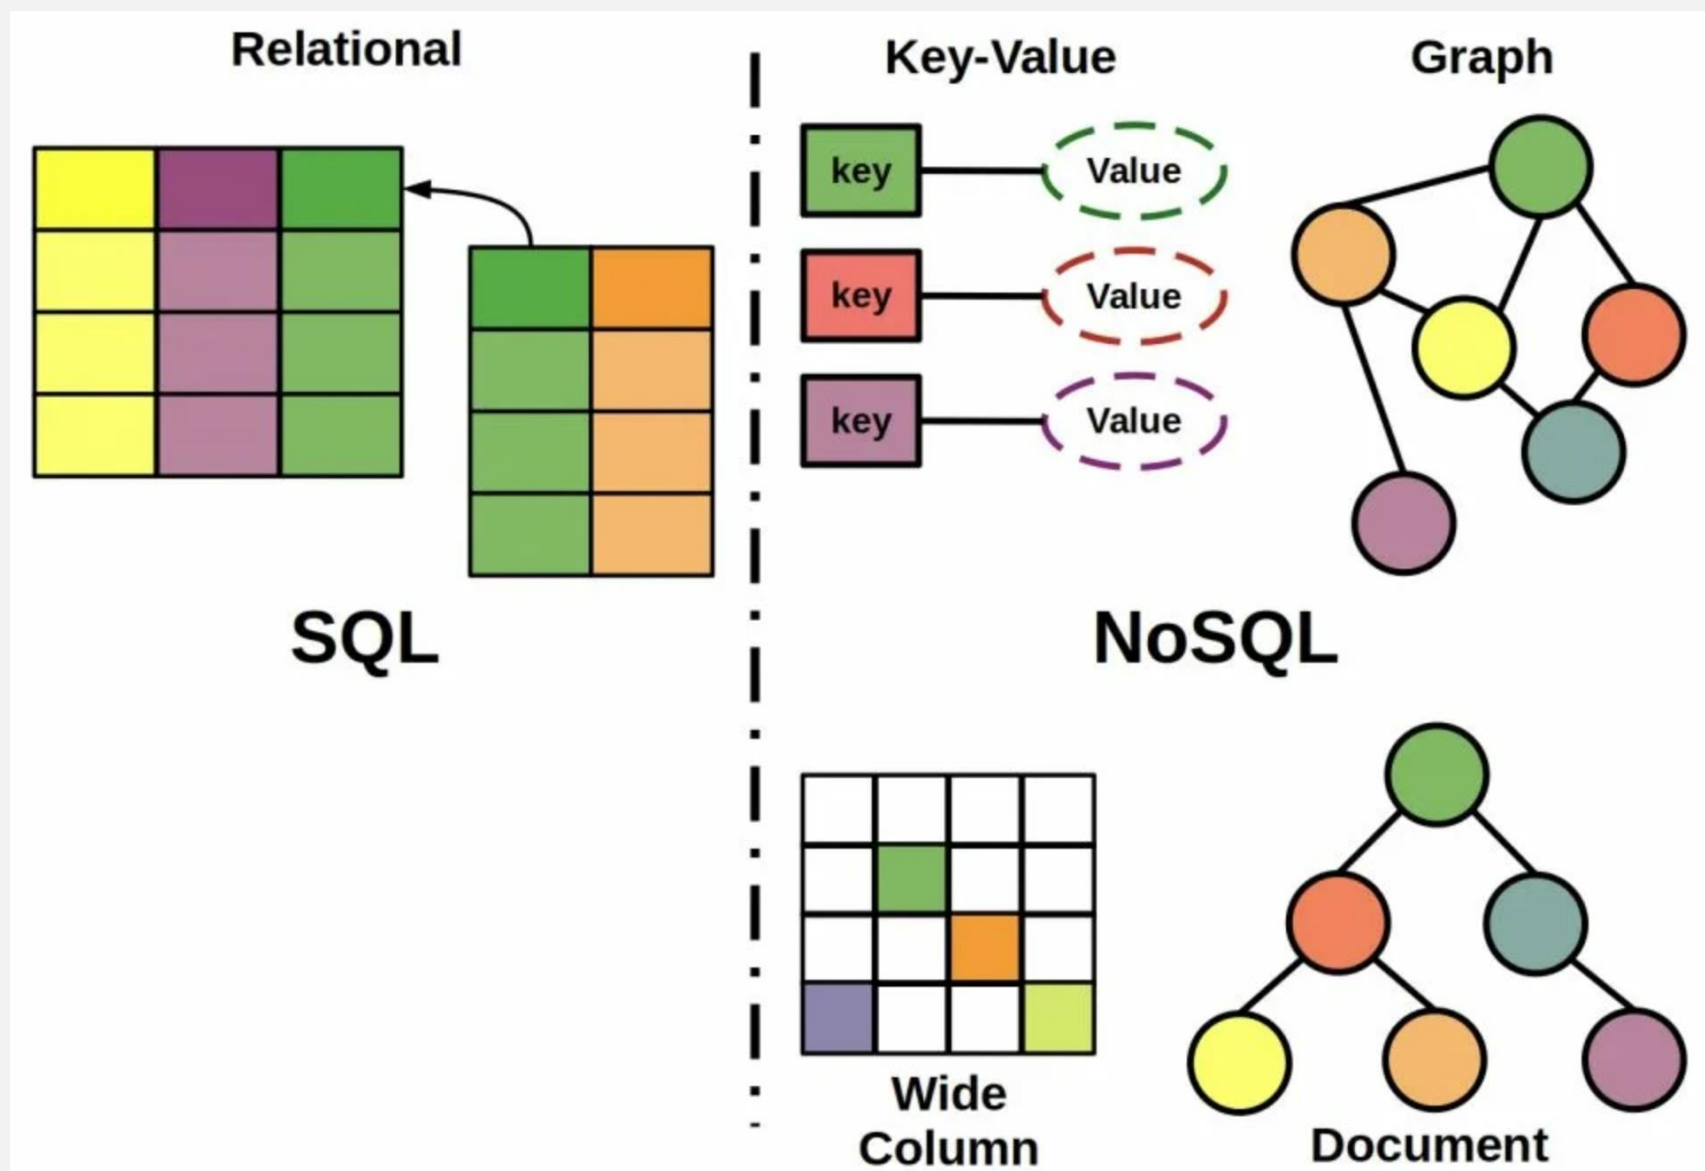 Relational
SQL
Key-Value
key Value
key Value
key Value
Graph
NoSQL
Wide
Column
Document